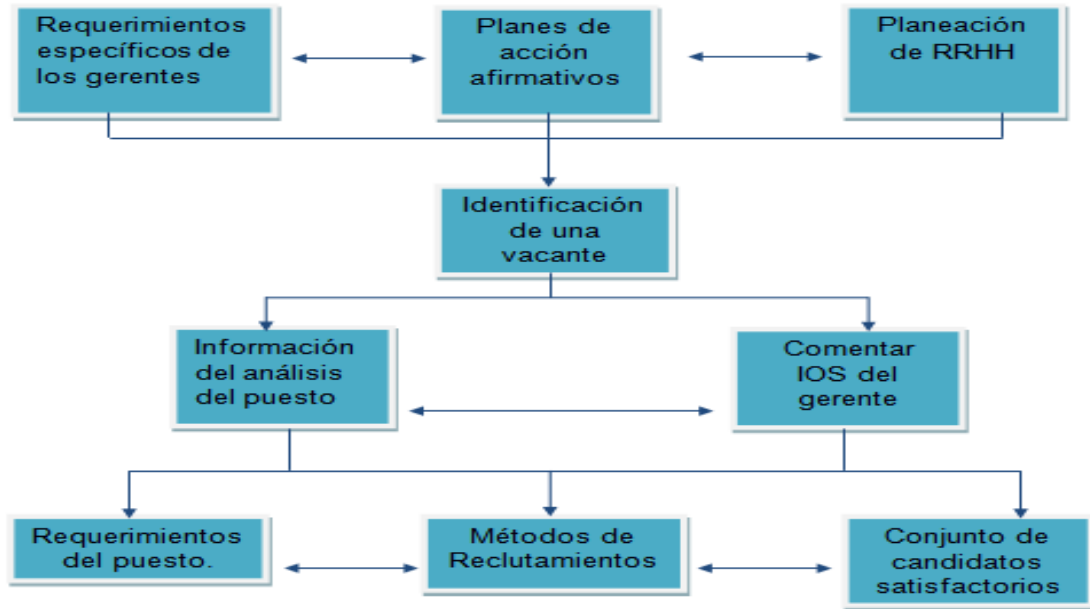 Requerimientos
específicos de
los gerentes
Planes de
acción
afirmativos
Planeación
de RRHH
Identificación
de una
vacante
Información
del análisis
del puesto
Comentar
IOS del
gerente
Requerimientos
del puesto.
Métodos de
Reclutamientos
Conjunto de
candidatos
satisfactorios